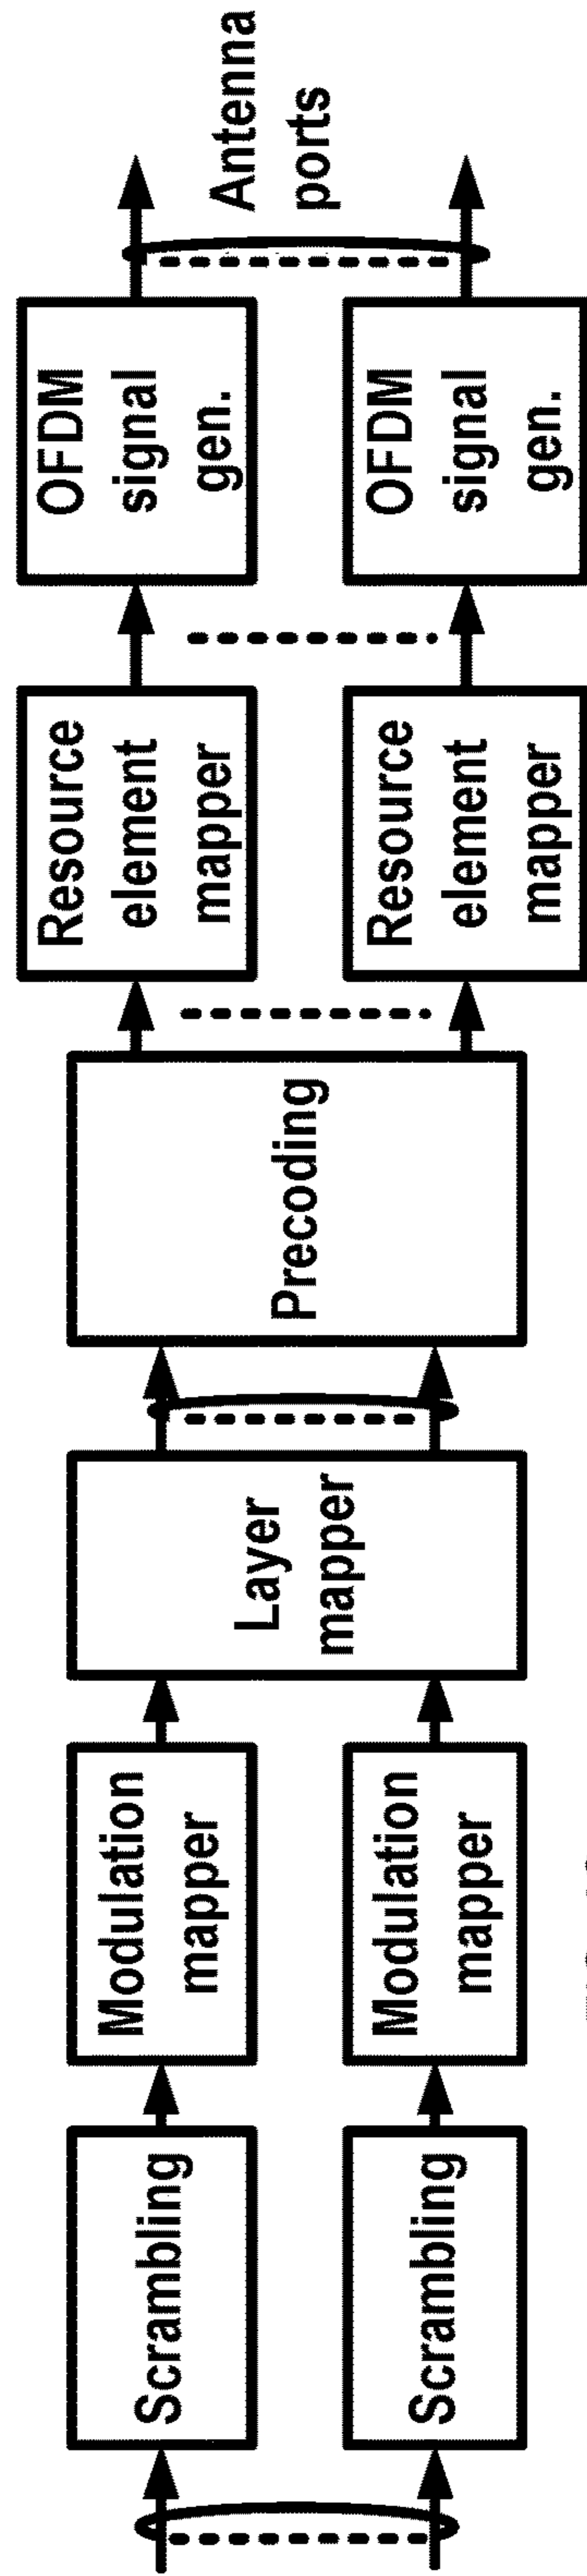 Scrambling
Scrambling
Modulation
mapper
Modulation
mapper
Layer
mapper
Precoding
Resource
element
mapper
Resource
element
mapper
OFDM
signal
gen.
OFDM
signal
gen.
Antenna
ports